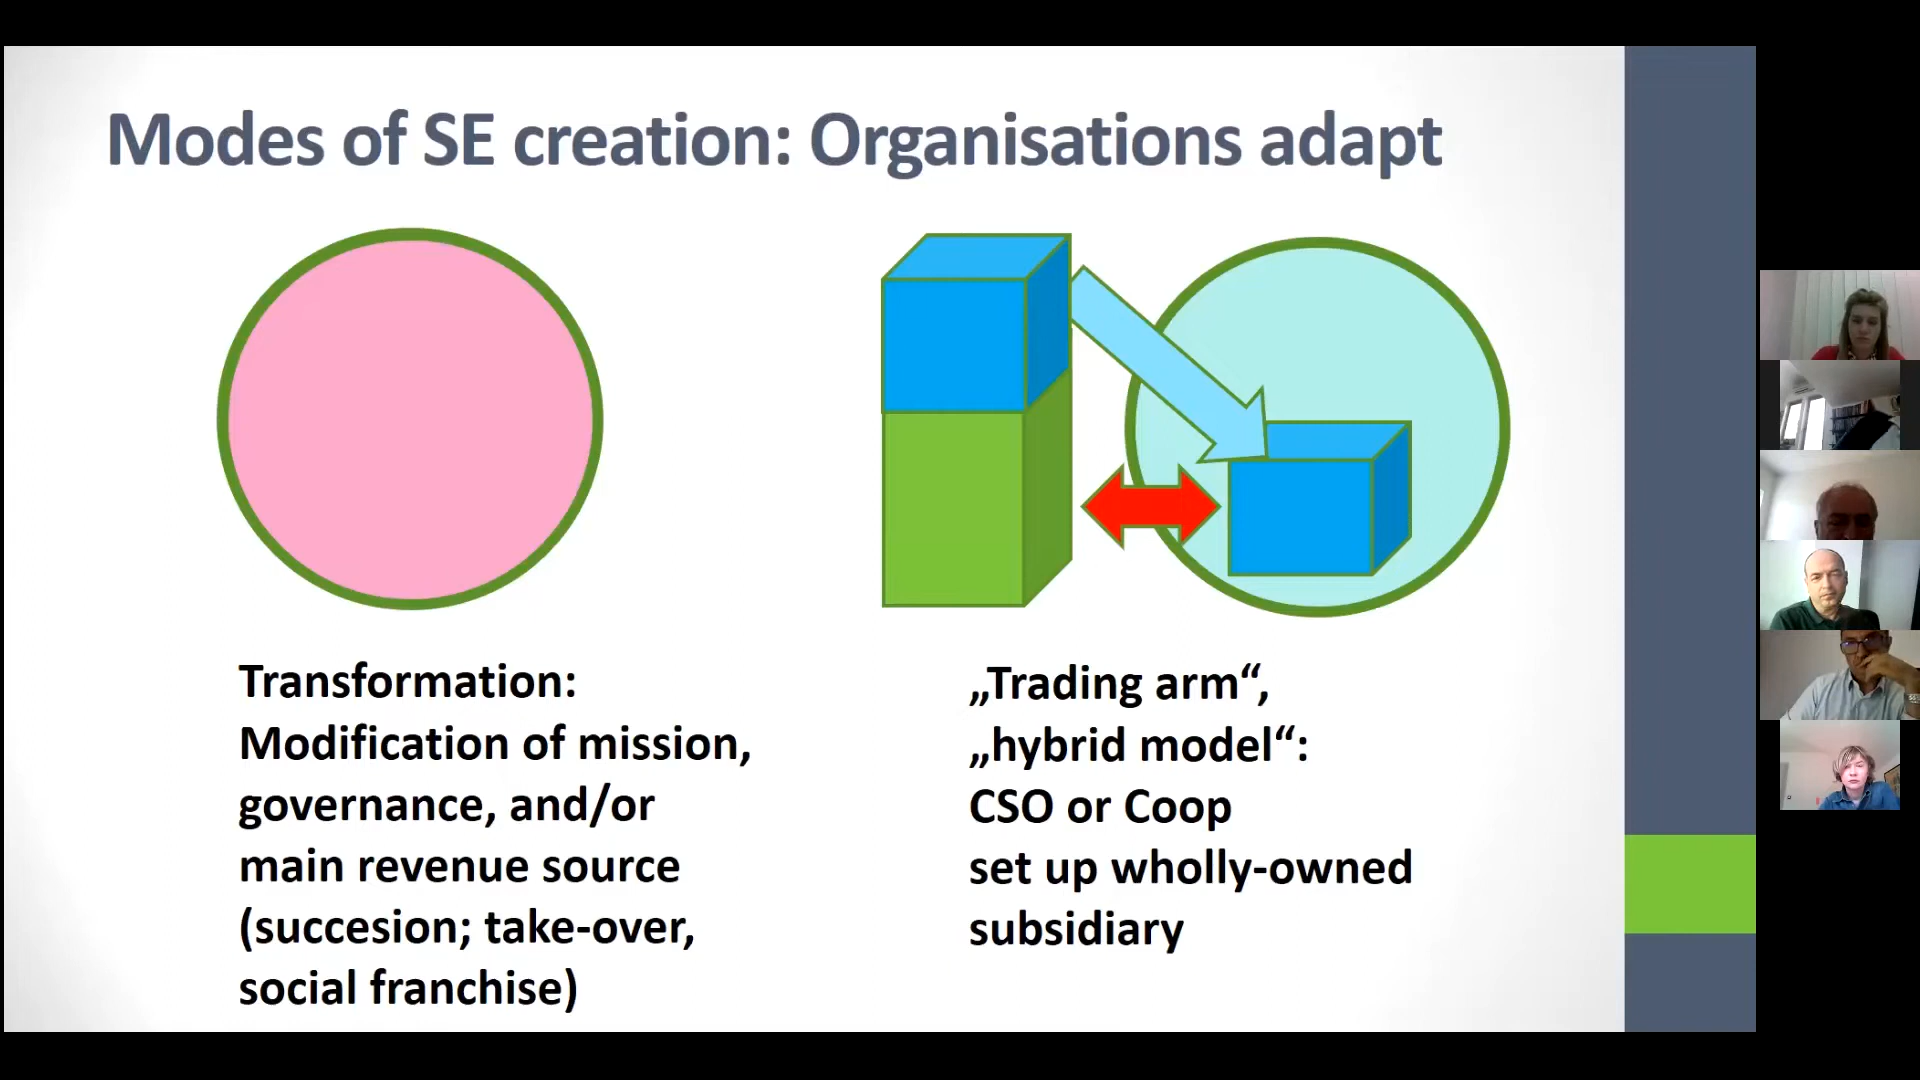 Modes of SE creation: Organisations adapt
Transformation:
Modification of mission,
governance, and/or
main revenue source
(succesion; take-over,
social franchise)
„Trading arm“,
„hybrid model“:
CSO or Coop
set up wholly-owned
subsidiary